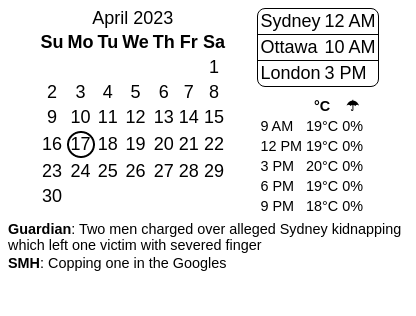 April 2023
Su Mo Tu We Th Fr Sa
1
2 3 4 5 6 7 8
9 10 11 12 13 14 15
16 17 18 19 20 21 22
23 24 25 26 27 28 29
30
Sydney 12 AM
Ottawa 10 AM
London 3 PM
°C ☂
9 AM 19°C 0%
12 PM 19°C 0%
3 PM 20°C 0%
6 PM 19°C 0%
9 PM 18°C 0%
Guardian: Two men charged over alleged Sydney kidnapping
which left one victim with severed finger
SMH: Copping one in the Googles